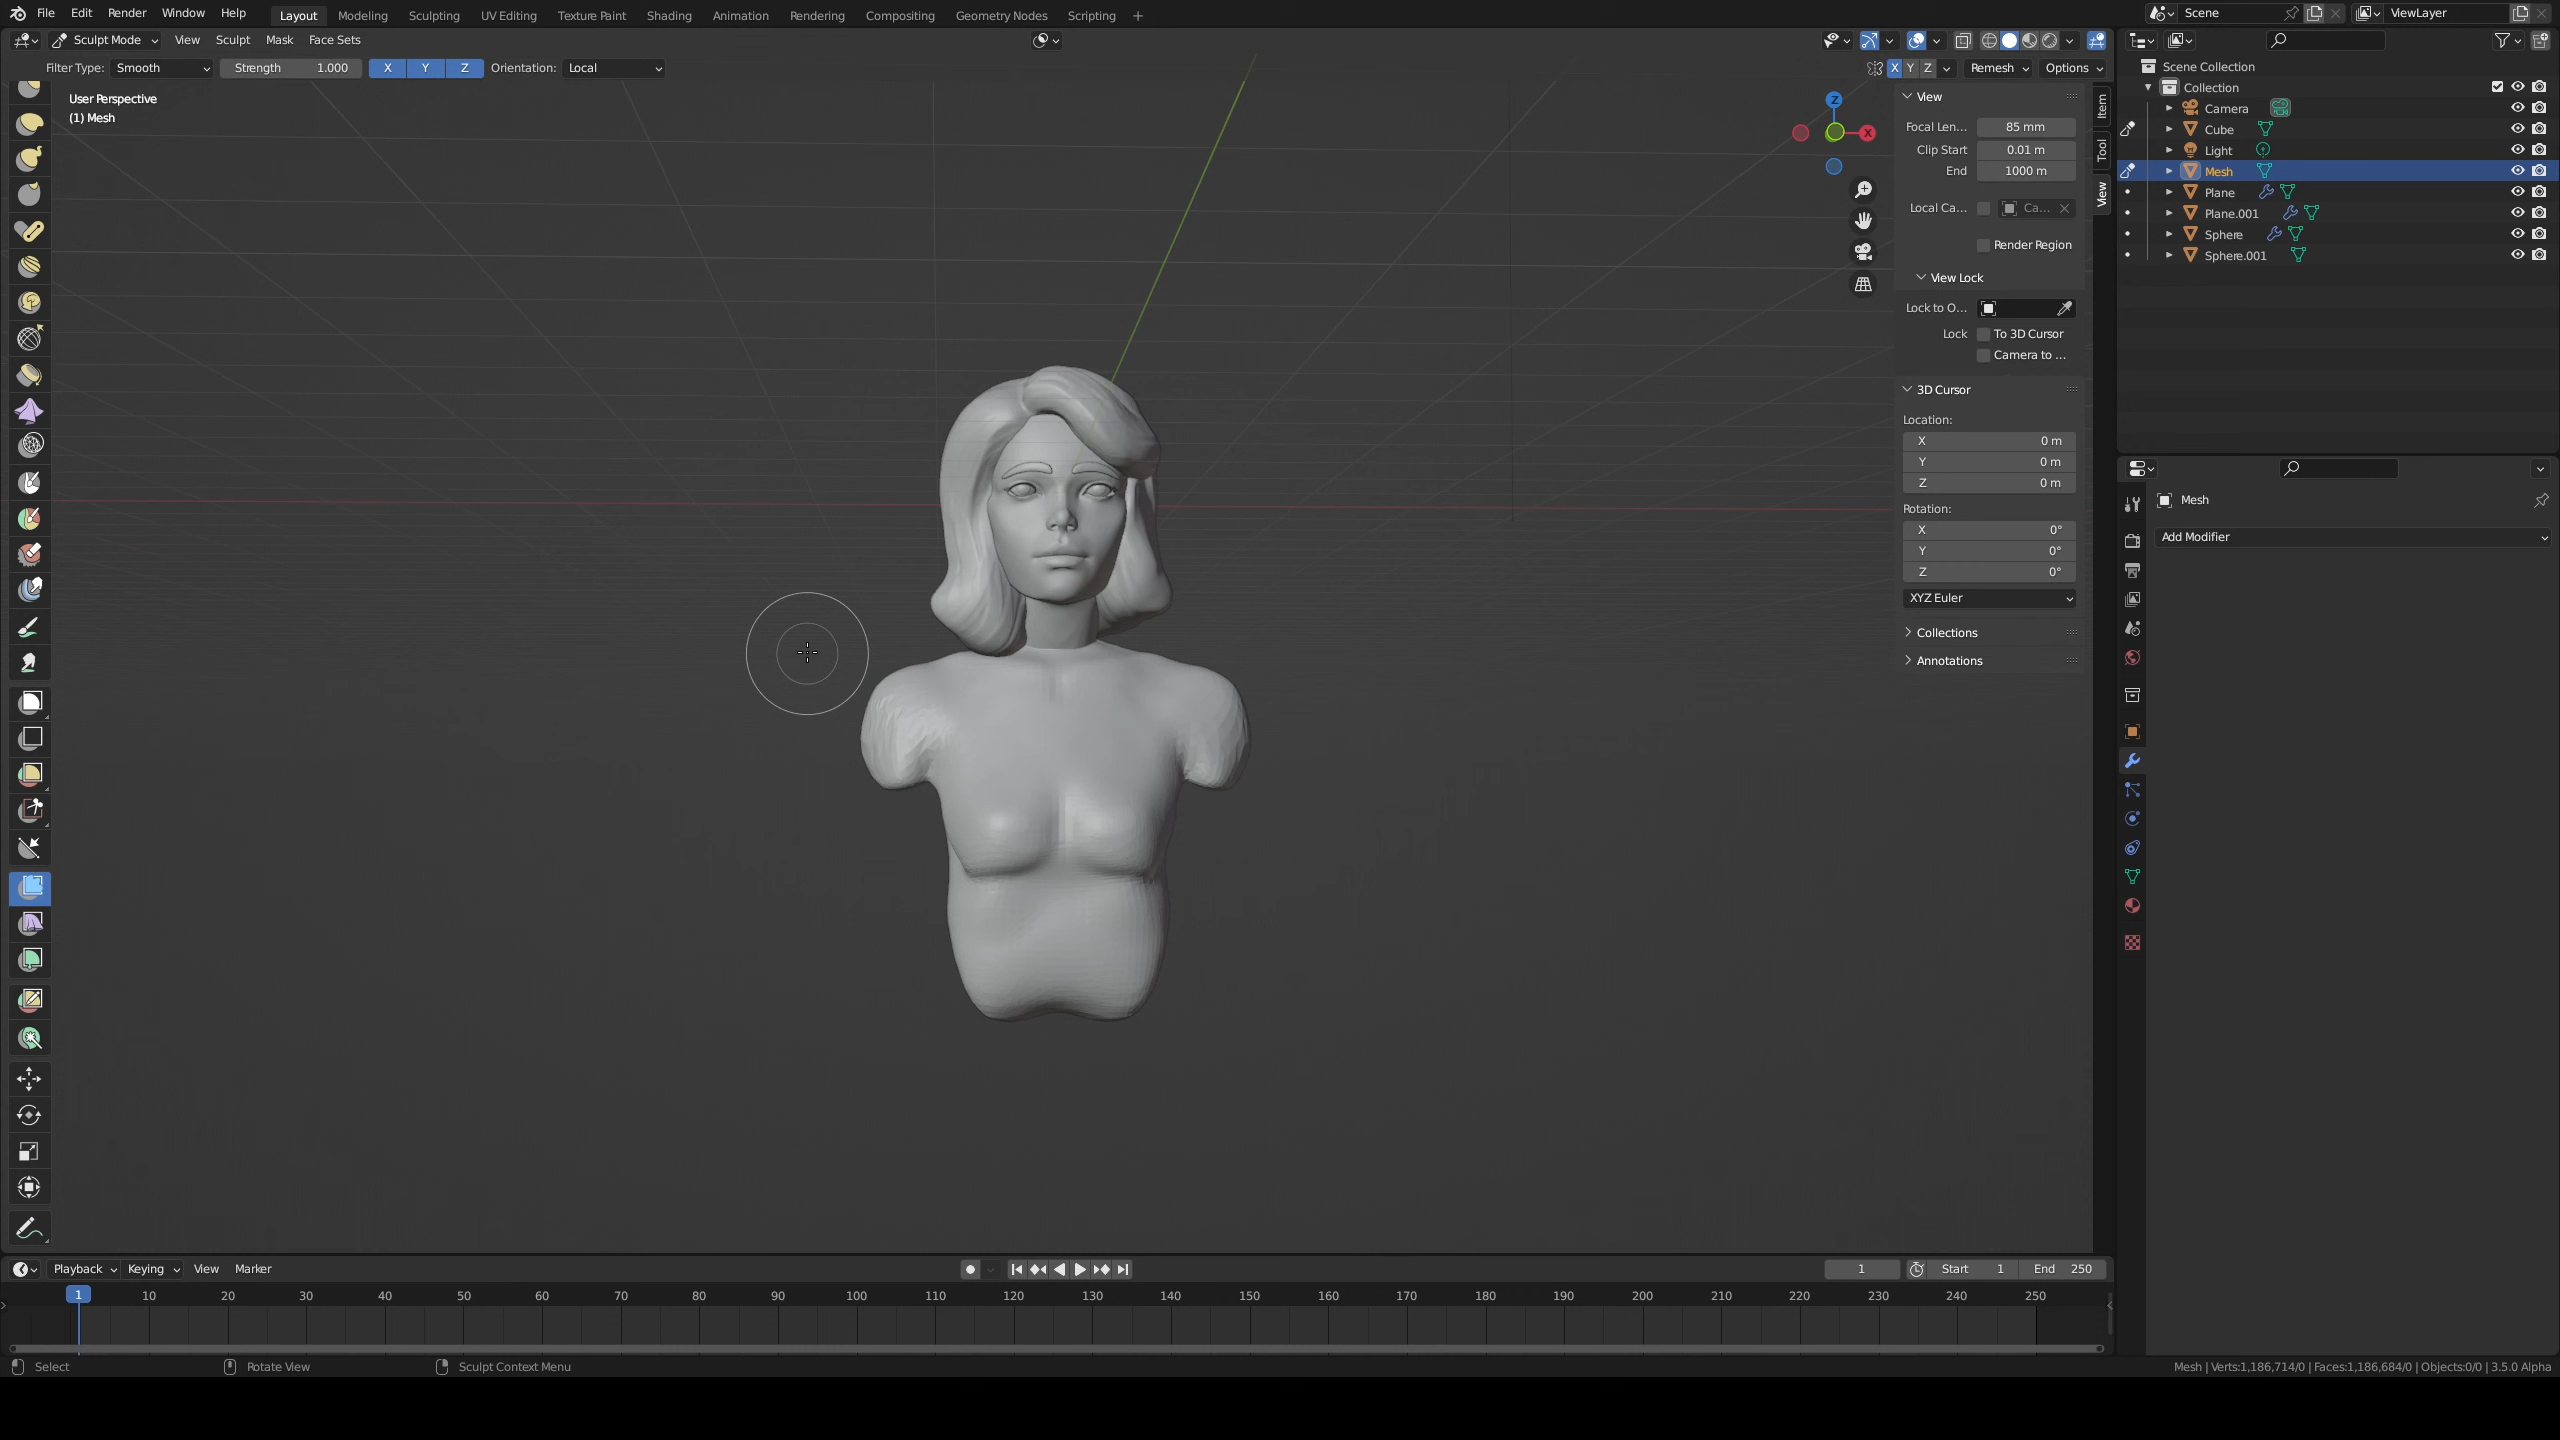 File Edit Render Window Help Layout Modeling Sculpting UV Editing Texture Paint Shading Animation Rendering Compositing Geometry Nodes Scripting + Scene ViewLayer
Sculpt Mode View Sculpt Mask Face Sets
Filter Type: Smooth Strength 1.000 X Y Z Orientation: Local X Y Z Remesh Options
User Perspective
(1) Mesh
Z
X
View
Focal Len... 85 mm
Clip Start 0.01 m
End 1000 m
Local Ca... Ca...
Render Region
View Lock
Lock to O...
Lock To 3D Cursor
Camera to ...
3D Cursor
Location:
X 0 m
Y 0 m
Z 0 m
Rotation:
X 0°
Y 0°
Z 0°
XYZ Euler
Collections
Annotations
Item
Tool
View
Scene Collection
Collection
Camera
Cube
Light
Mesh
Plane
Plane.001
Sphere
Sphere.001
Mesh
Add Modifier
Playback Keying View Marker 1 Start 1 End 250
1 10 20 30 40 50 60 70 80 90 100 110 120 130 140 150 160 170 180 190 200 210 220 230 240 250
Select Rotate View Sculpt Context Menu Mesh | Verts:1,186,714/0 | Faces:1,186,684/0 | Objects:0/0 | 3.5.0 Alpha